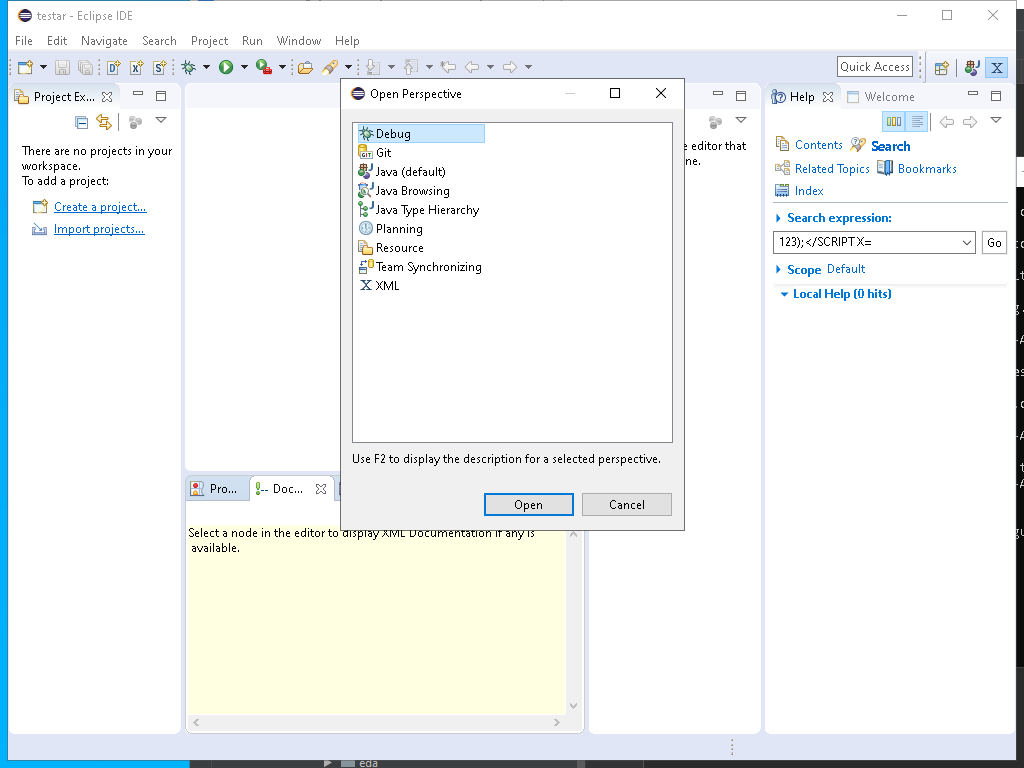 testar - Eclipse IDE
File Edit Navigate Search Project Run Window Help
Quick Access
Project Ex...
There are no projects in your
workspace.
To add a project:
Create a project...
Import projects...
Open Perspective
Debug
Git
Java (default)
Java Browsing
Java Type Hierarchy
Planning
Resource
Team Synchronizing
XML
Use F2 to display the description for a selected perspective.
Open
Cancel
editor that
Pro...
Doc...
Select a node in the editor to display XML Documentation if any is
available.
Help
Welcome
Contents
Search
Related Topics
Bookmarks
Index
Search expression:
123);</SCRIPT X=
Go
Scope Default
Local Help (0 hits)
eda